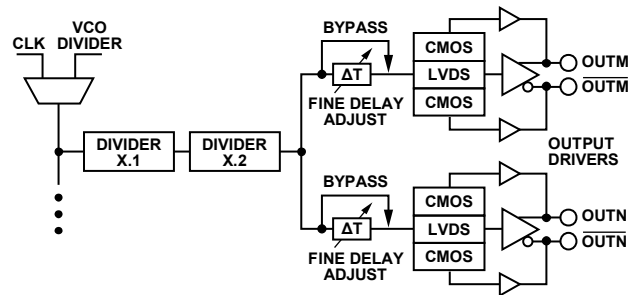 CLK
VCO
DIVIDER
DIVIDER
X.1
DIVIDER
X.2
BYPASS
ΔT
FINE DELAY
ADJUST
CMOS
LVDS
CMOS
OUTM
OUTM
OUTPUT
DRIVERS
BYPASS
ΔT
FINE DELAY
ADJUST
CMOS
LVDS
CMOS
OUTN
OUTN